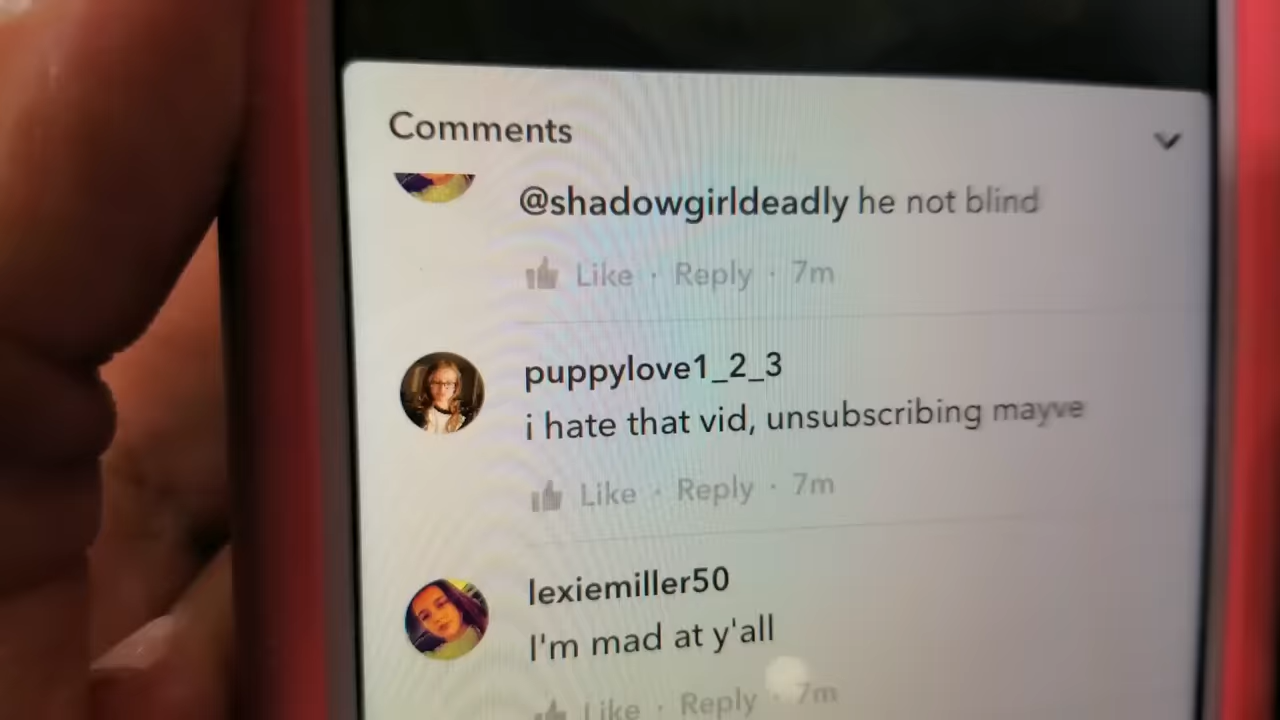 Comments
@shadowgirldeadly he not blind
Like · Reply · 7m
puppylove1_2_3
i hate that vid, unsubscribing mayve
Like · Reply · 7m
lexiemiller50
I'm mad at y'all
Like · Reply · 7m